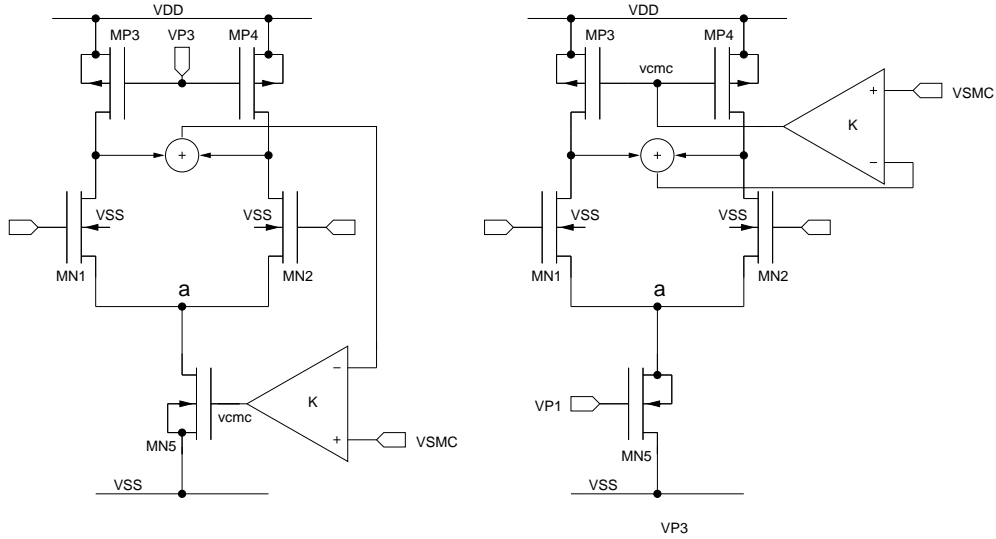 VDD
MP3
VP3
MP4
+
VSS
VSS
MN1
MN2
a
−
K
vcmc
+
VSMC
MN5
VSS
VDD
MP3
MP4
vcmc
+
VSMC
K
+
−
VSS
VSS
MN1
MN2
a
VP1
MN5
VSS
VP3